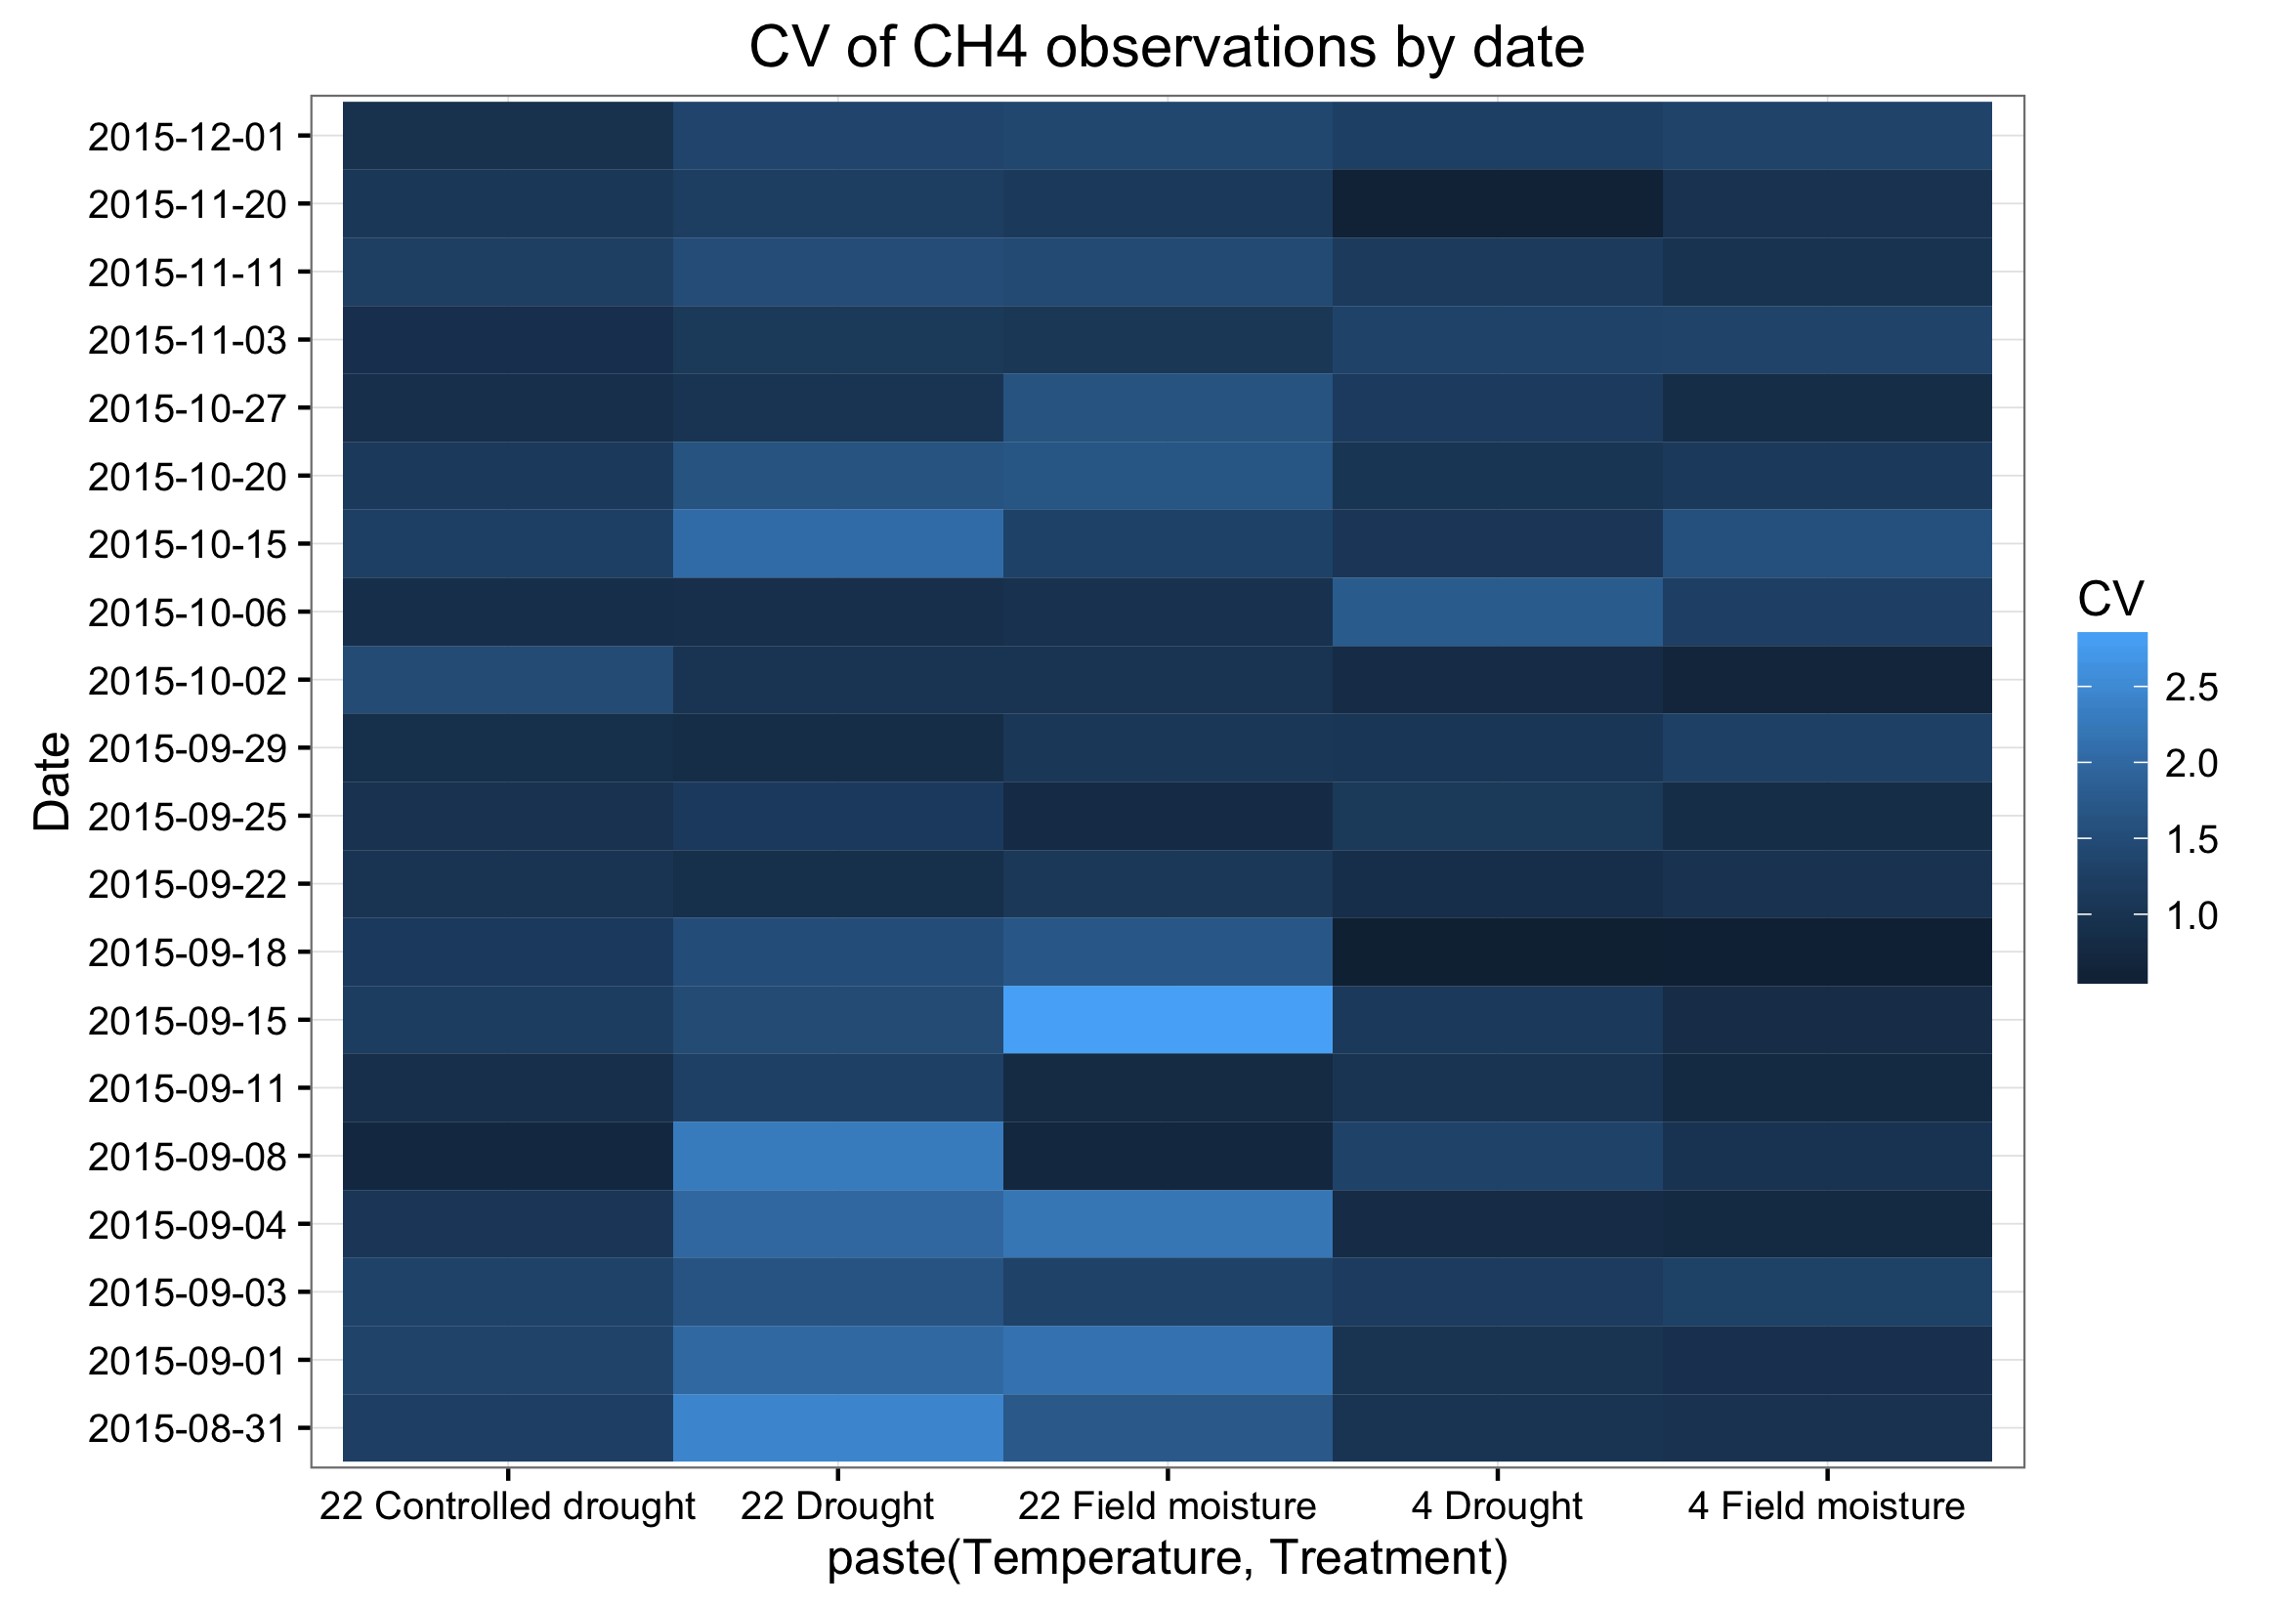 CV of CH4 observations by date
Date
2015-12-01
2015-11-20
2015-11-11
2015-11-03
2015-10-27
2015-10-20
2015-10-15
2015-10-06
2015-10-02
2015-09-29
2015-09-25
2015-09-22
2015-09-18
2015-09-15
2015-09-11
2015-09-08
2015-09-04
2015-09-03
2015-09-01
2015-08-31
22 Controlled drought
22 Drought
22 Field moisture
4 Drought
4 Field moisture
paste(Temperature, Treatment)
CV
2.5
2.0
1.5
1.0